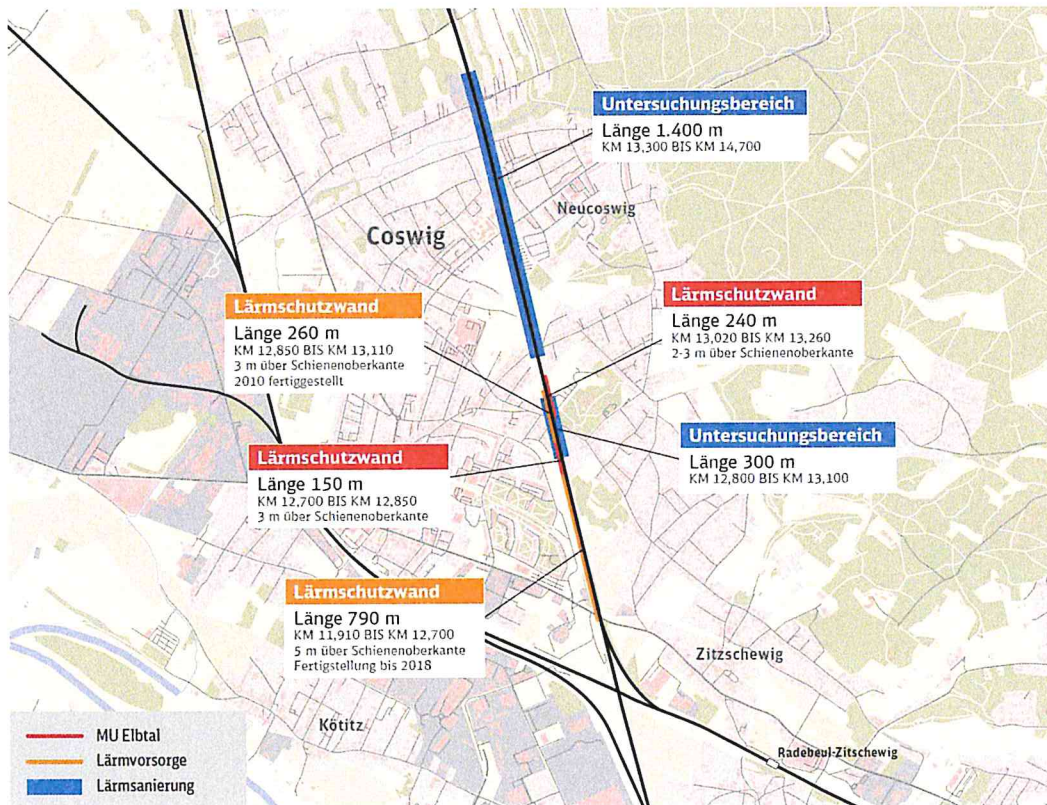 Untersuchungsbereich
Länge 1.400 m
KM 13,300 BIS KM 14,700
Neucoswig
Coswig
Lärmschutzwand
Länge 260 m
KM 12,850 BIS KM 13,110
3 m über Schienenoberkante
2010 fertiggestellt
Lärmschutzwand
Länge 240 m
KM 13,020 BIS KM 13,260
2-3 m über Schienenoberkante
Lärmschutzwand
Länge 150 m
KM 12,700 BIS KM 12,850
3 m über Schienenoberkante
Untersuchungsbereich
Länge 300 m
KM 12,800 BIS KM 13,100
Lärmschutzwand
Länge 790 m
KM 11,910 BIS KM 12,700
5 m über Schienenoberkante
Fertigstellung bis 2018
Zitzschewig
Kötitz
Radebeul-Zitschewig
MU Elbtal
Lärmvorsorge
Lärmsanierung